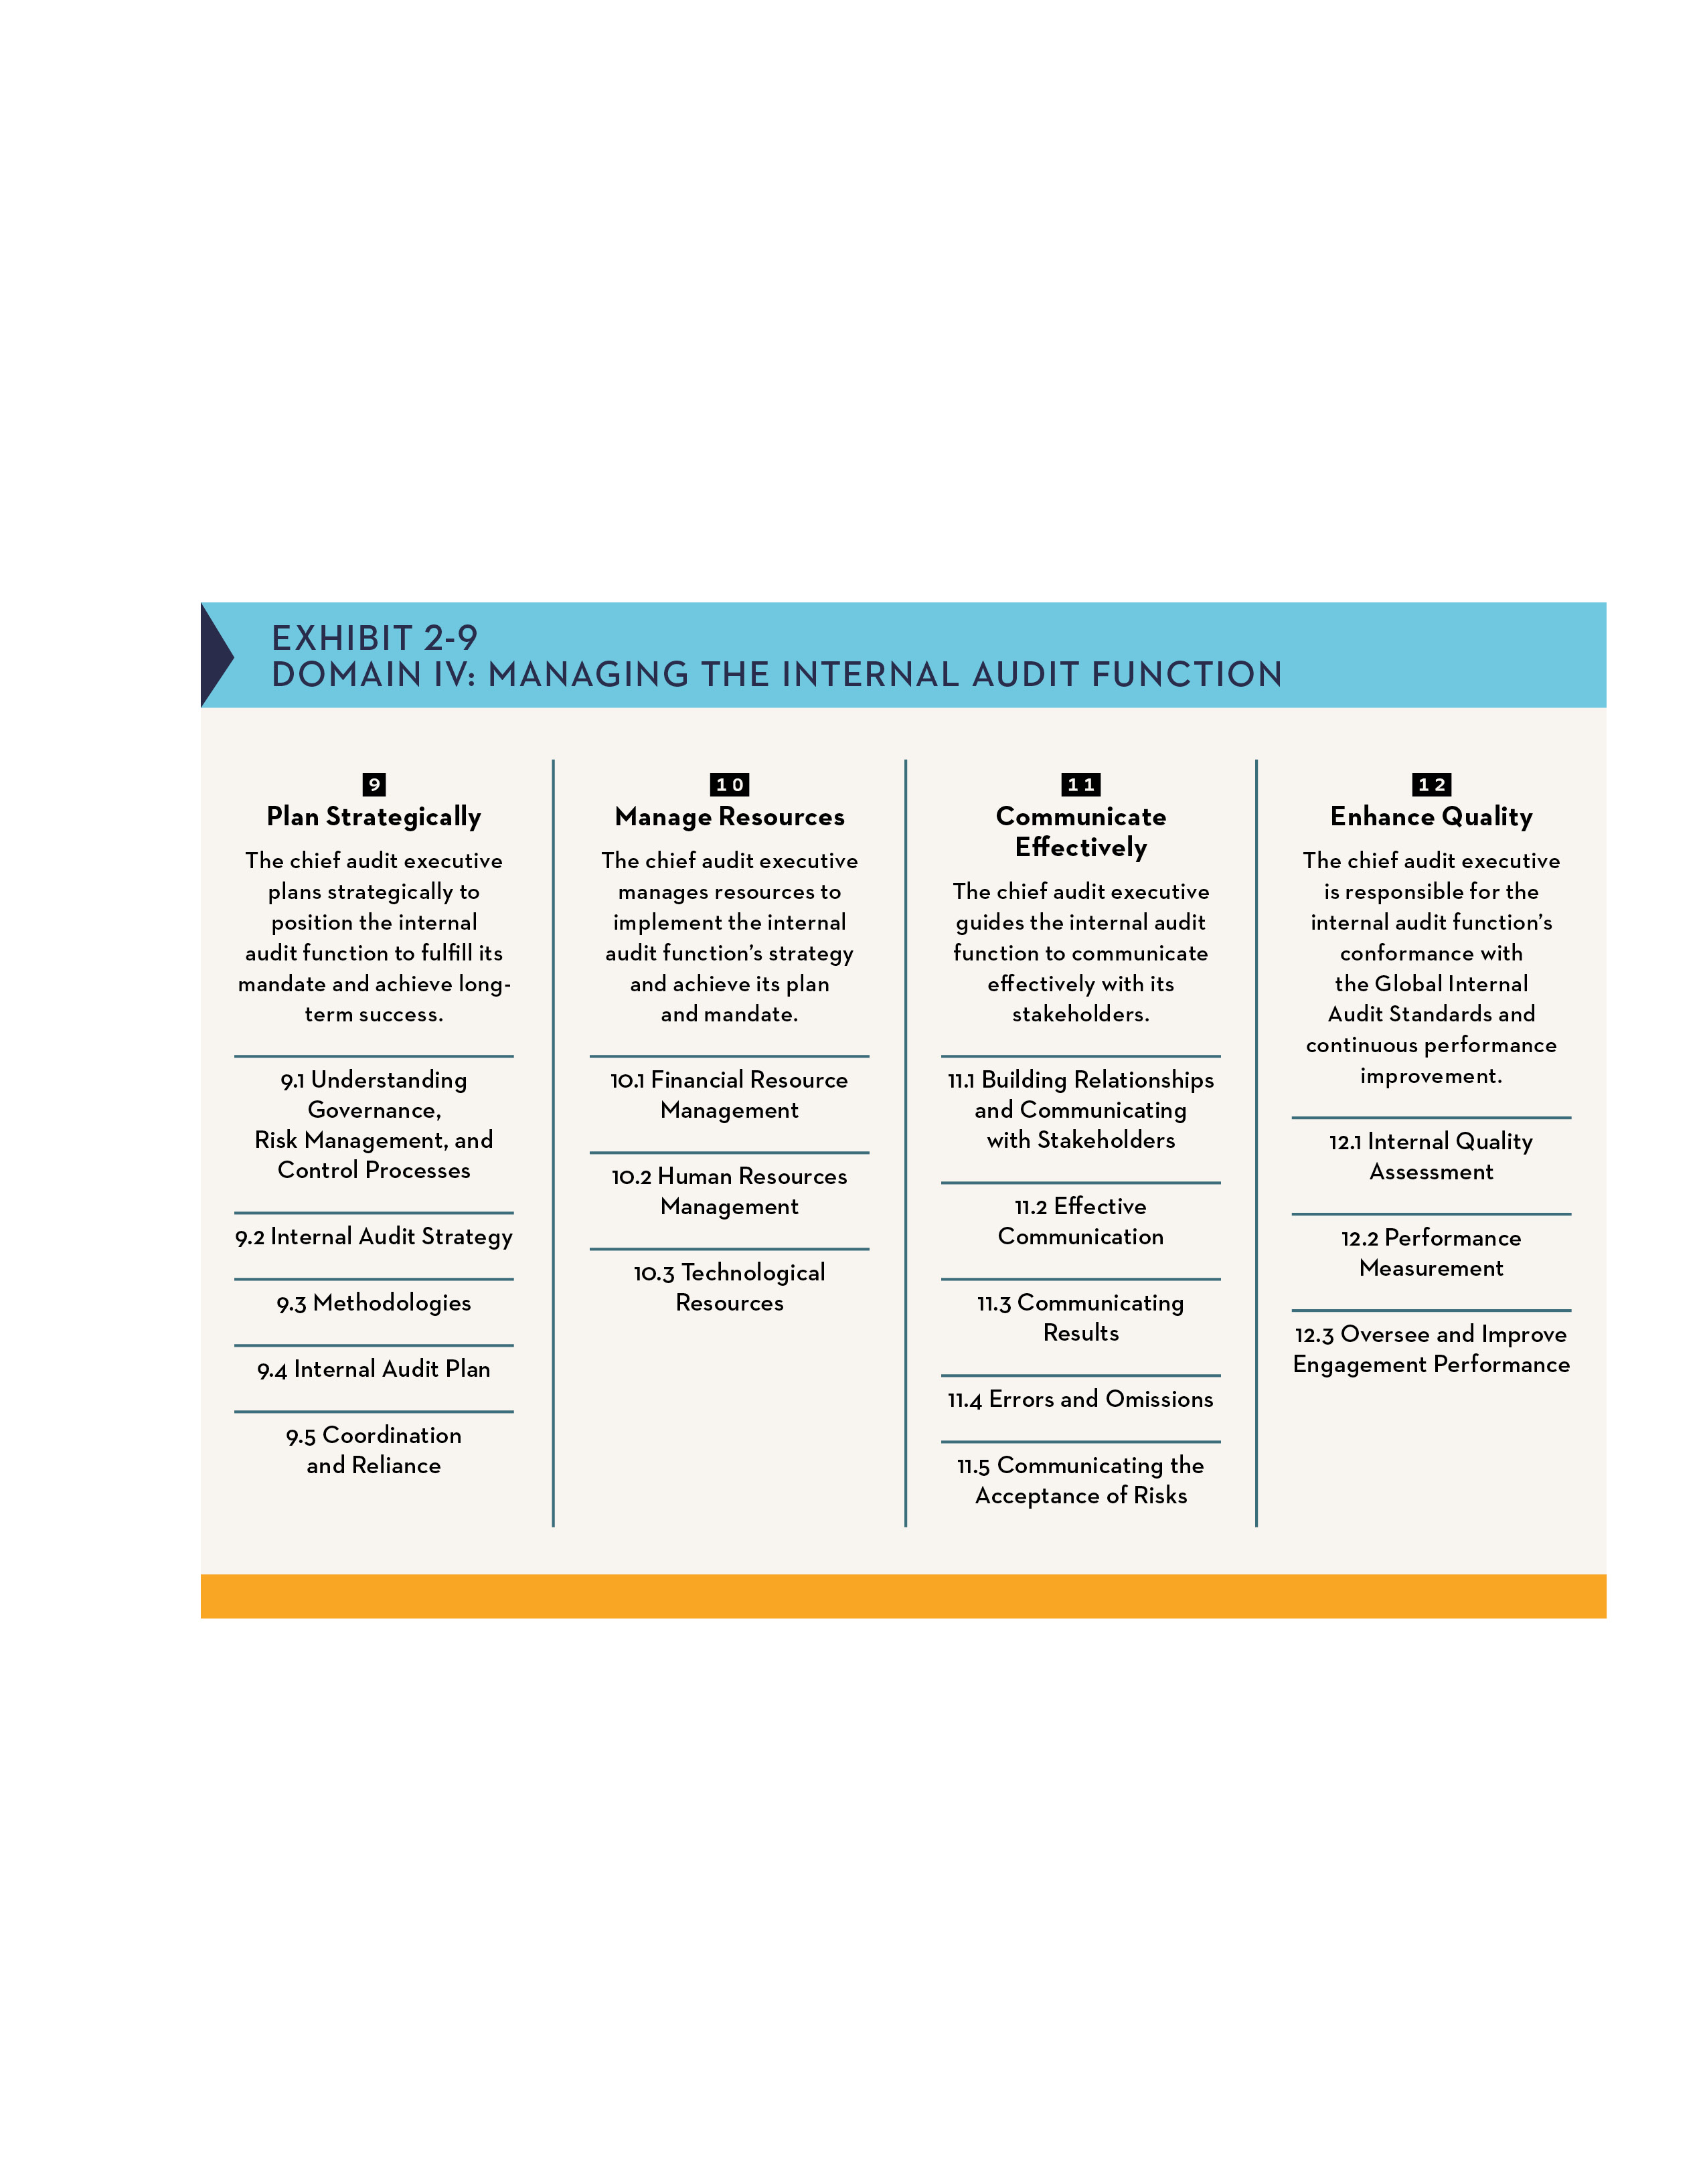 EXHIBIT 2-9
DOMAIN IV: MANAGING THE INTERNAL AUDIT FUNCTION
9
Plan Strategically
The chief audit executive
plans strategically to
position the internal
audit function to fulfill its
mandate and achieve long-
term success.
9.1 Understanding
Governance,
Risk Management, and
Control Processes
9.2 Internal Audit Strategy
9.3 Methodologies
9.4 Internal Audit Plan
9.5 Coordination
and Reliance
10
Manage Resources
The chief audit executive
manages resources to
implement the internal
audit function’s strategy
and achieve its plan
and mandate.
10.1 Financial Resource
Management
10.2 Human Resources
Management
10.3 Technological
Resources
11
Communicate
Effectively
The chief audit executive
guides the internal audit
function to communicate
effectively with its
stakeholders.
11.1 Building Relationships
and Communicating
with Stakeholders
11.2 Effective
Communication
11.3 Communicating
Results
11.4 Errors and Omissions
11.5 Communicating the
Acceptance of Risks
12
Enhance Quality
The chief audit executive
is responsible for the
internal audit function’s
conformance with
the Global Internal
Audit Standards and
continuous performance
improvement.
12.1 Internal Quality
Assessment
12.2 Performance
Measurement
12.3 Oversee and Improve
Engagement Performance